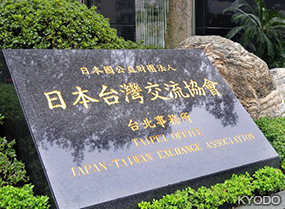 日本国公益財團法人
日本台灣交流協會
台北事務所
TAIPEI OFFICE
JAPAN-TAIWAN EXCHANGE ASSOCIATION
KYODO